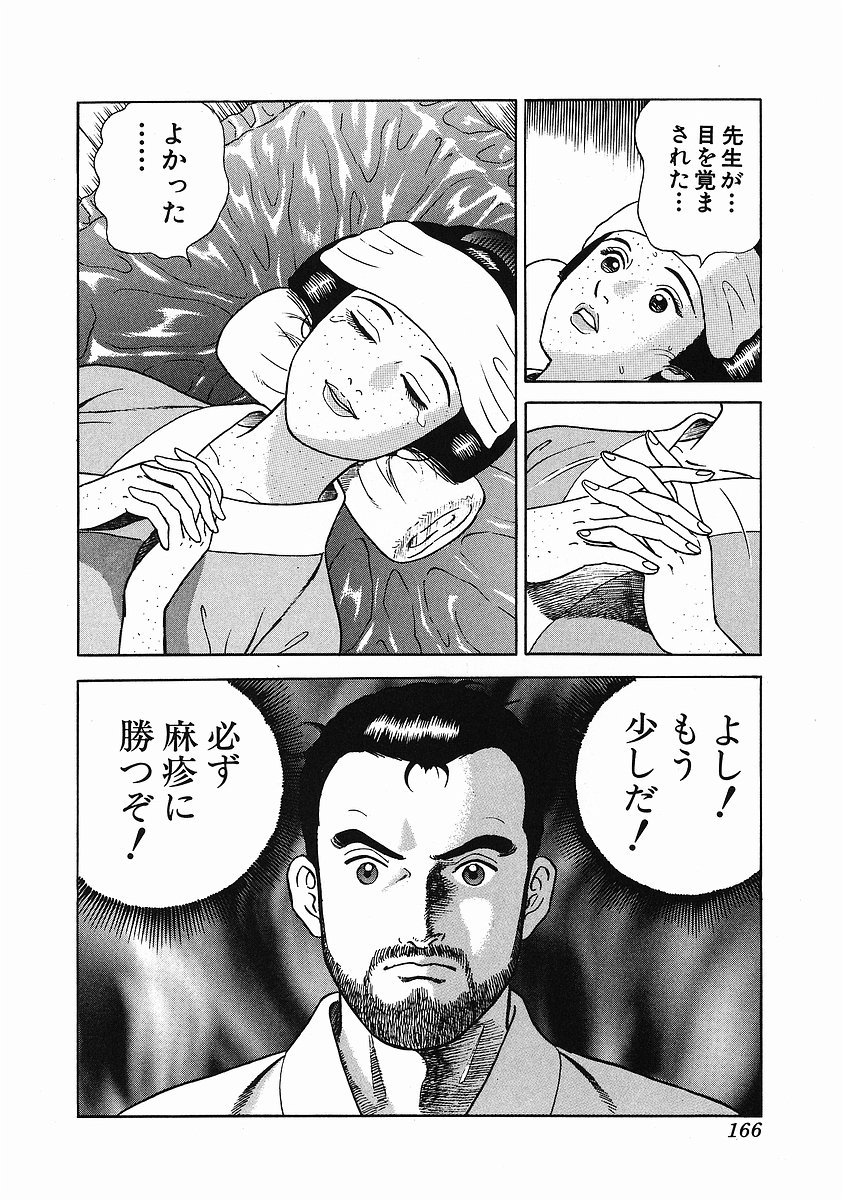 先生が…
目を覚ま
された…
よかった
……
よし！
もう
少しだ！
必ず
麻疹に
勝つぞ！
166